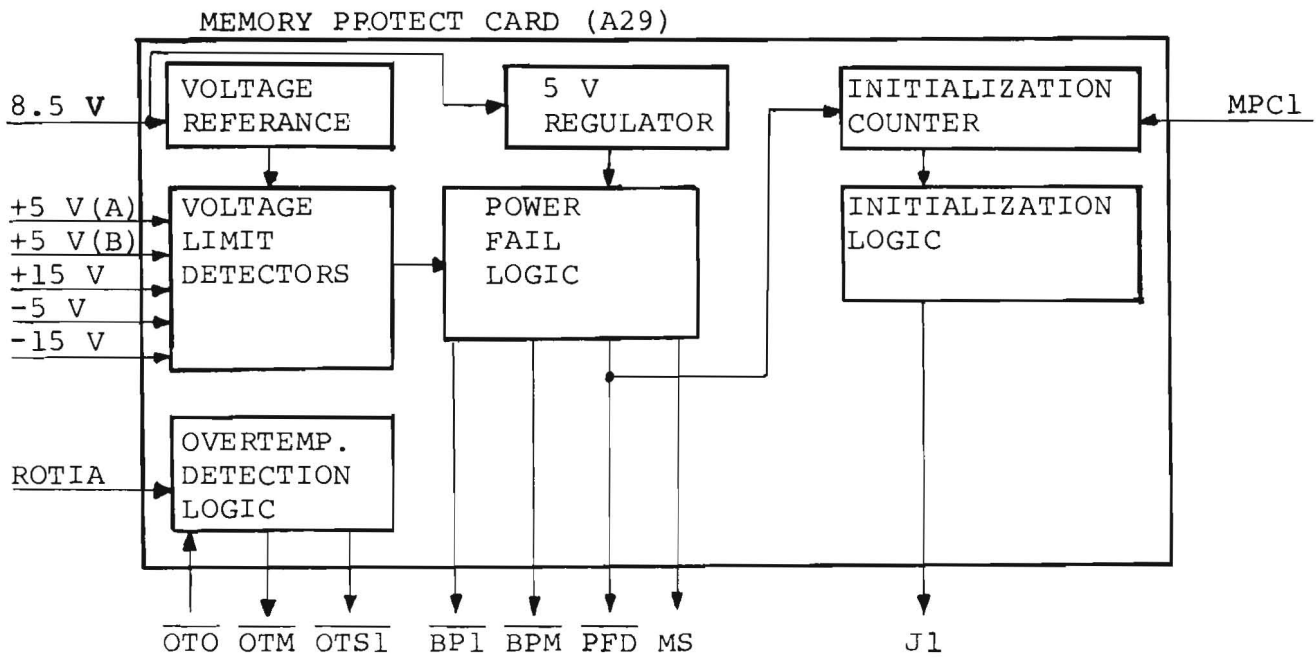 MEMORY PROTECT CARD (A29)
8.5 V
VOLTAGE
REFERANCE
5 V
REGULATOR
INITIALIZATION
COUNTER
MPC1
+5 V(A)
+5 V(B)
+15 V
-5 V
-15 V
VOLTAGE
LIMIT
DETECTORS
POWER
FAIL
LOGIC
INITIALIZATION
LOGIC
ROTIA
OVERTEMP.
DETECTION
LOGIC
OTO OTM OTS1 BP1 BPM PFD MS J1